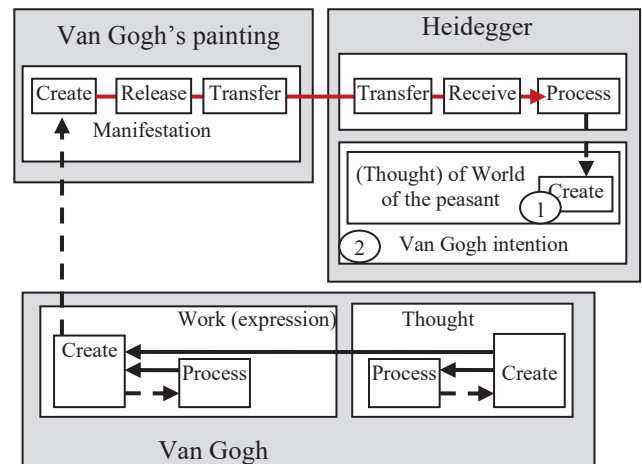 Van Gogh's painting
Create
Release
Transfer
Manifestation
Heidegger
Transfer
Receive
Process
(Thought) of World
of the peasant
Create
1
2
Van Gogh intention
Work (expression)
Create
Process
Thought
Process
Create
Van Gogh